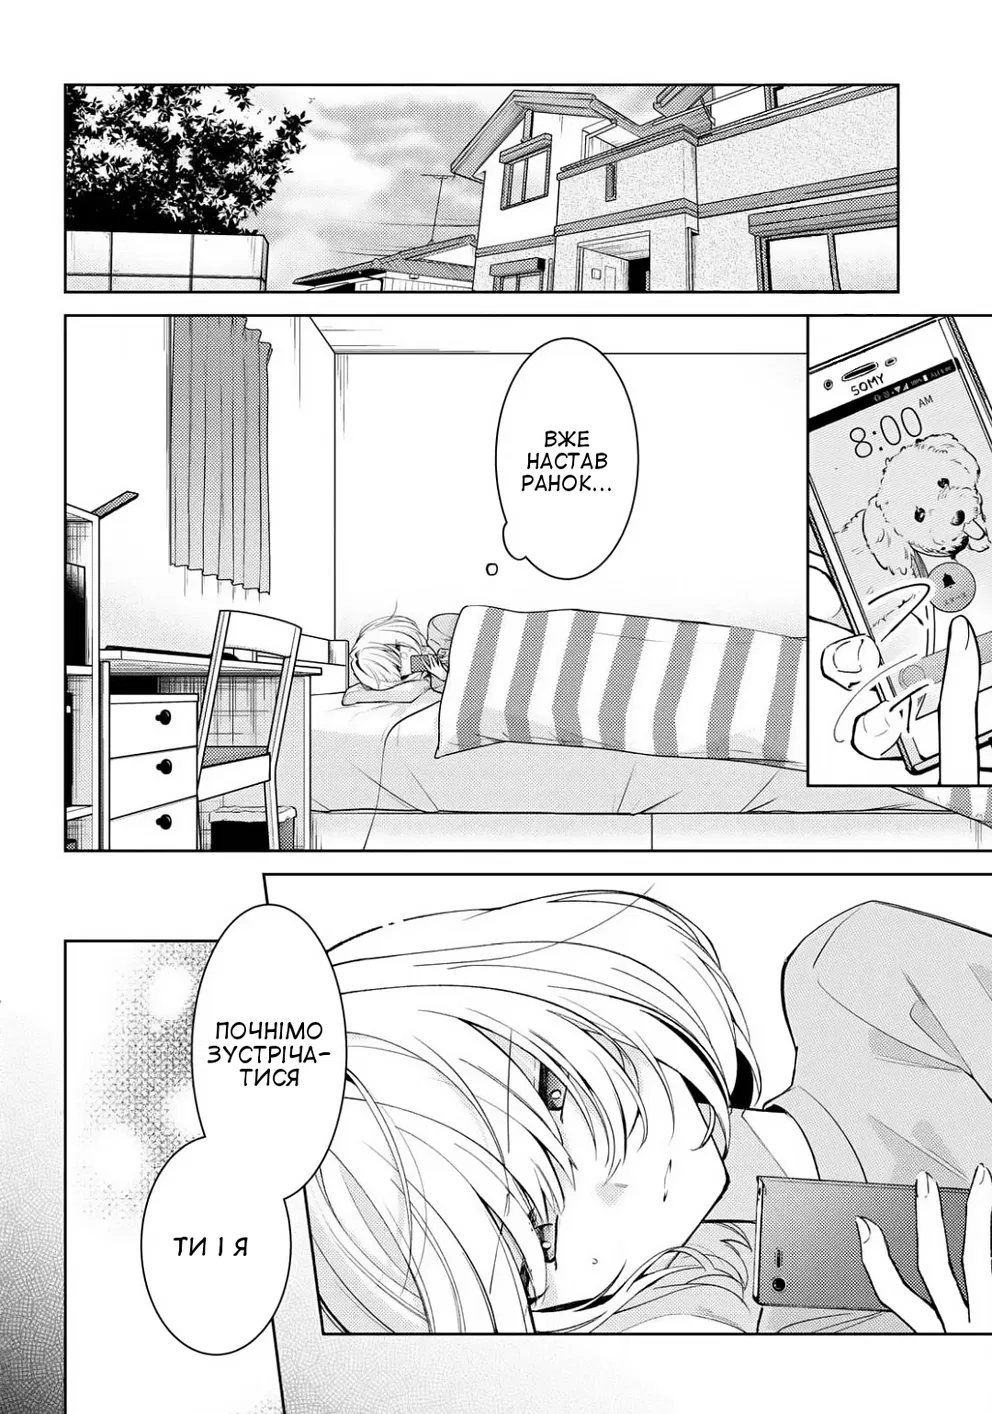 SOMY
8:00 AM
ВЖЕ
НАСТАВ
РАНОК...
ПОЧНІМО
ЗУСТРІЧА-
ТИСЯ
ТИ І Я